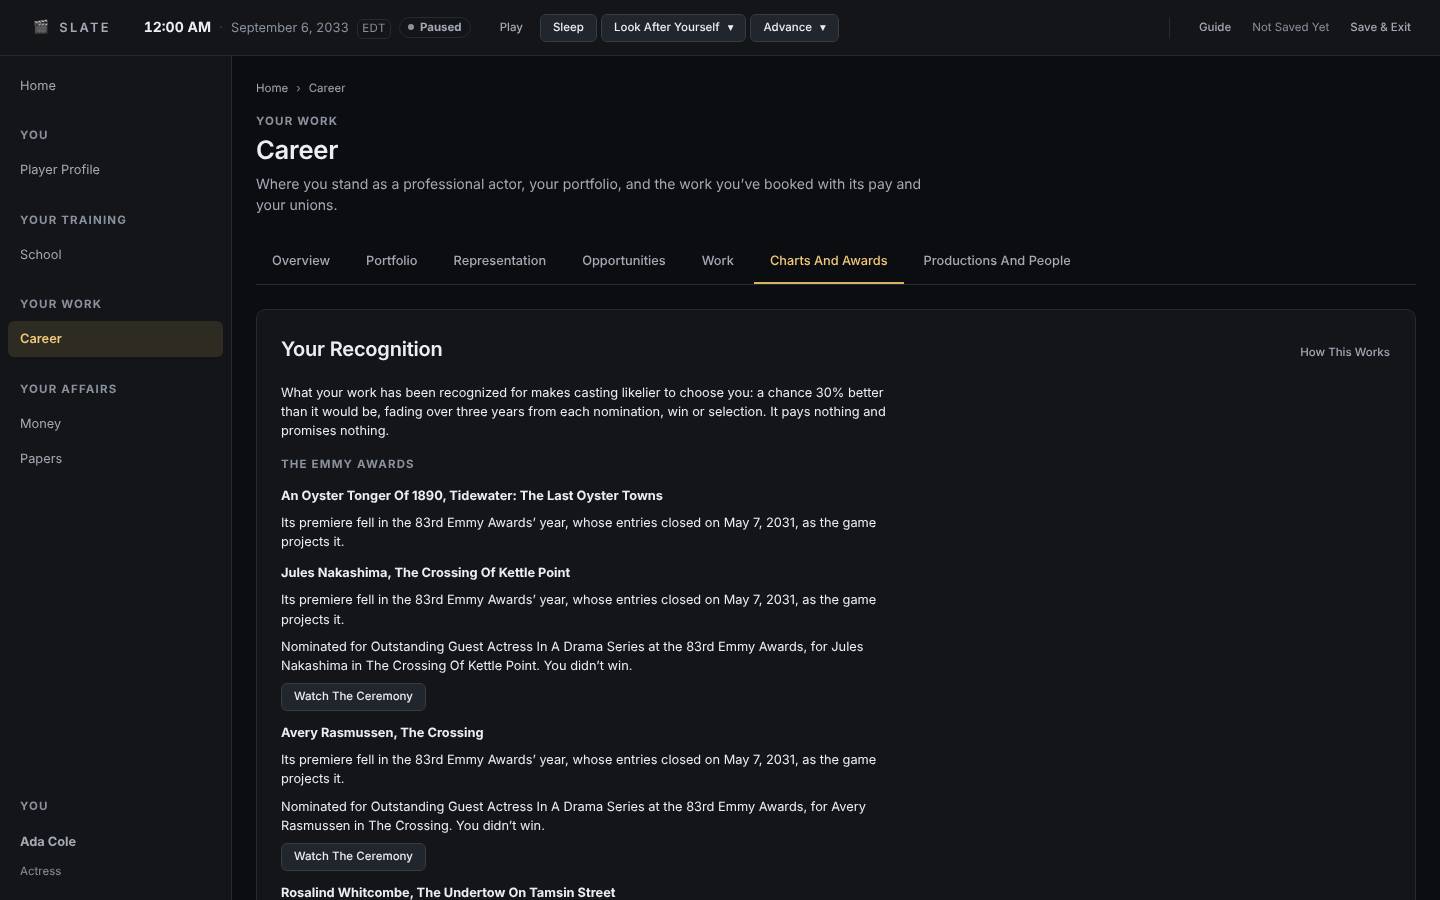 SLATE
12:00 AM · September 6, 2033 EDT Paused Play Sleep Look After Yourself ▾ Advance ▾ Guide Not Saved Yet Save & Exit
Home
YOU
Player Profile
YOUR TRAINING
School
YOUR WORK
Career
YOUR AFFAIRS
Money
Papers
YOU
Ada Cole
Actress
Home › Career
YOUR WORK
Career
Where you stand as a professional actor, your portfolio, and the work you’ve booked with its pay and
your unions.
Overview Portfolio Representation Opportunities Work Charts And Awards Productions And People
Your Recognition
How This Works
What your work has been recognized for makes casting likelier to choose you: a chance 30% better
than it would be, fading over three years from each nomination, win or selection. It pays nothing and
promises nothing.
THE EMMY AWARDS
An Oyster Tonger Of 1890, Tidewater: The Last Oyster Towns
Its premiere fell in the 83rd Emmy Awards’ year, whose entries closed on May 7, 2031, as the game
projects it.
Jules Nakashima, The Crossing Of Kettle Point
Its premiere fell in the 83rd Emmy Awards’ year, whose entries closed on May 7, 2031, as the game
projects it.
Nominated for Outstanding Guest Actress In A Drama Series at the 83rd Emmy Awards, for Jules
Nakashima in The Crossing Of Kettle Point. You didn’t win.
Watch The Ceremony
Avery Rasmussen, The Crossing
Its premiere fell in the 83rd Emmy Awards’ year, whose entries closed on May 7, 2031, as the game
projects it.
Nominated for Outstanding Guest Actress In A Drama Series at the 83rd Emmy Awards, for Avery
Rasmussen in The Crossing. You didn’t win.
Watch The Ceremony
Rosalind Whitcombe, The Undertow On Tamsin Street